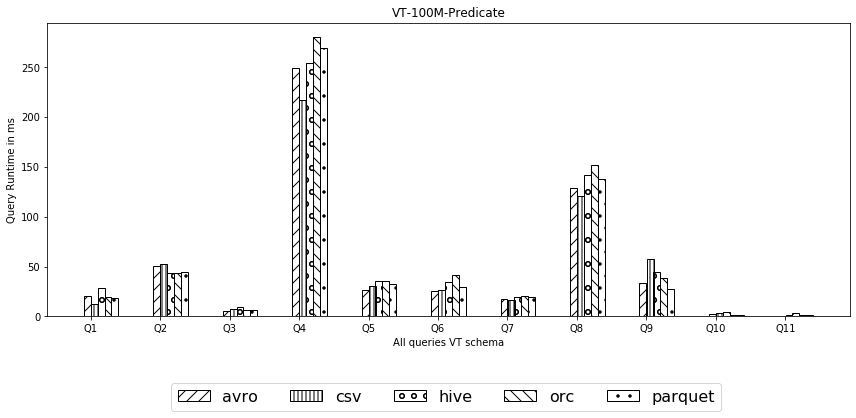 VT-100M-Predicate
Query Runtime in ms
250
200
150
100
50
0
Q1 Q2 Q3 Q4 Q5 Q6 Q7 Q8 Q9 Q10 Q11
All queries VT schema
avro csv hive orc parquet